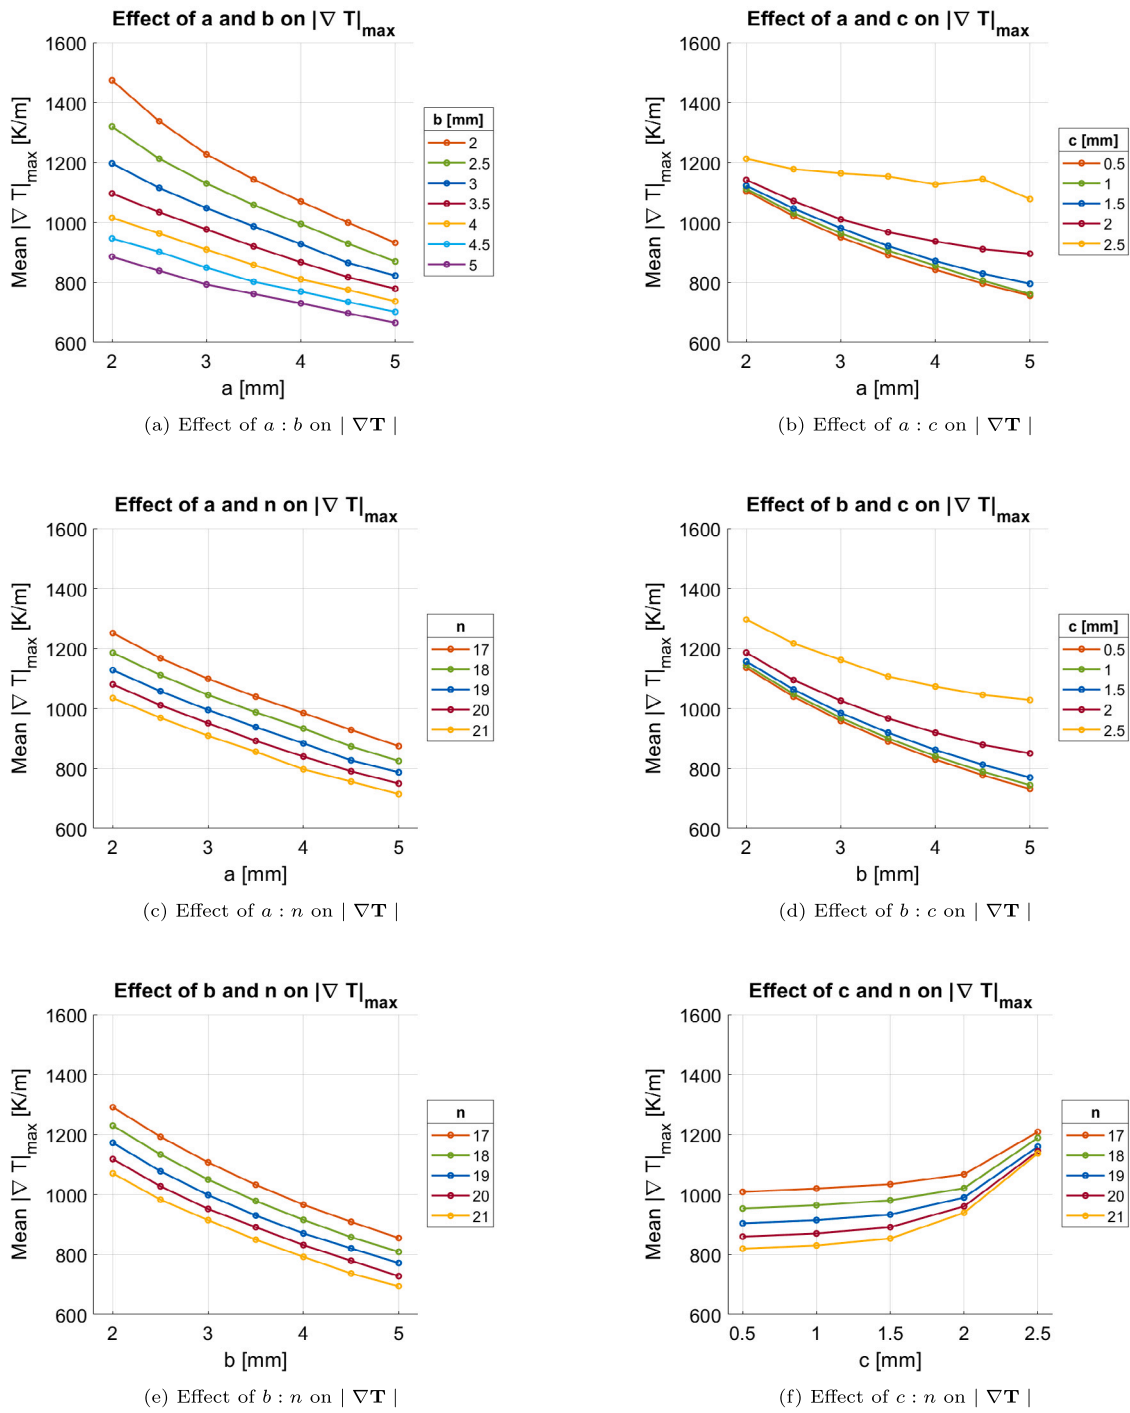 Effect of a and b on |∇ T|max
Mean |∇ T|max [K/m]
1600
1400
1200
1000
800
600
2 3 4 5
a [mm]
b [mm]
2
2.5
3
3.5
4
4.5
5
(a) Effect of a : b on | ∇T |
Effect of a and c on |∇ T|max
Mean |∇ T|max [K/m]
1600
1400
1200
1000
800
600
2 3 4 5
a [mm]
c [mm]
0.5
1
1.5
2
2.5
(b) Effect of a : c on | ∇T |
Effect of a and n on |∇ T|max
Mean |∇ T|max [K/m]
1600
1400
1200
1000
800
600
2 3 4 5
a [mm]
n
17
18
19
20
21
(c) Effect of a : n on | ∇T |
Effect of b and c on |∇ T|max
Mean |∇ T|max [K/m]
1600
1400
1200
1000
800
600
2 3 4 5
b [mm]
c [mm]
0.5
1
1.5
2
2.5
(d) Effect of b : c on | ∇T |
Effect of b and n on |∇ T|max
Mean |∇ T|max [K/m]
1600
1400
1200
1000
800
600
2 3 4 5
b [mm]
n
17
18
19
20
21
(e) Effect of b : n on | ∇T |
Effect of c and n on |∇ T|max
Mean |∇ T|max [K/m]
1600
1400
1200
1000
800
600
0.5 1 1.5 2 2.5
c [mm]
n
17
18
19
20
21
(f) Effect of c : n on | ∇T |